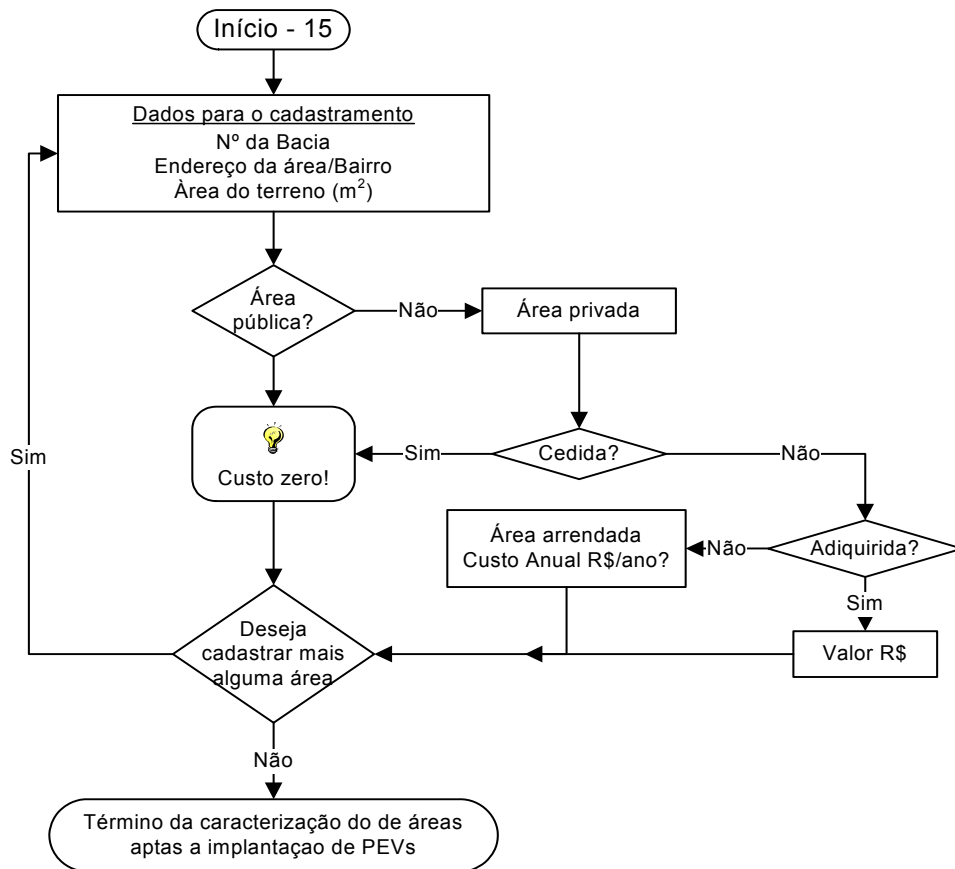 Início - 15
Dados para o cadastramento
Nº da Bacia
Endereço da área/Bairro
Àrea do terreno (m²)
Área
pública?
Não
Área privada
Custo zero!
Sim
Cedida?
Não
Sim
Área arrendada
Custo Anual R$/ano?
Não
Adiquirida?
Sim
Valor R$
Deseja
cadastrar mais
alguma área
Não
Término da caracterização do de áreas
aptas a implantaçao de PEVs